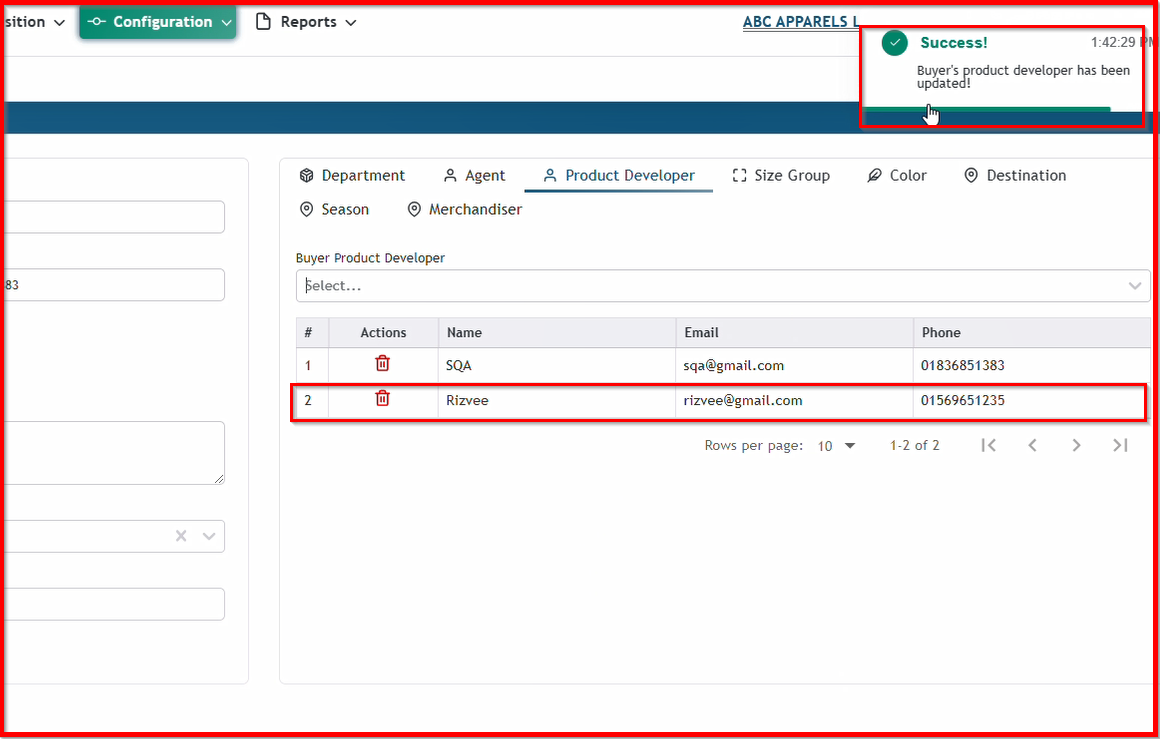 sition Configuration Reports ABC APPARELS L
Success! 1:42:29 PM
Buyer's product developer has been
updated!
Department Agent Product Developer Size Group Color Destination
Season Merchandiser
Buyer Product Developer
Select...
83
# Actions Name Email Phone
1 SQA sqa@gmail.com 01836851383
2 Rizvee rizvee@gmail.com 01569651235
Rows per page: 10 1-2 of 2